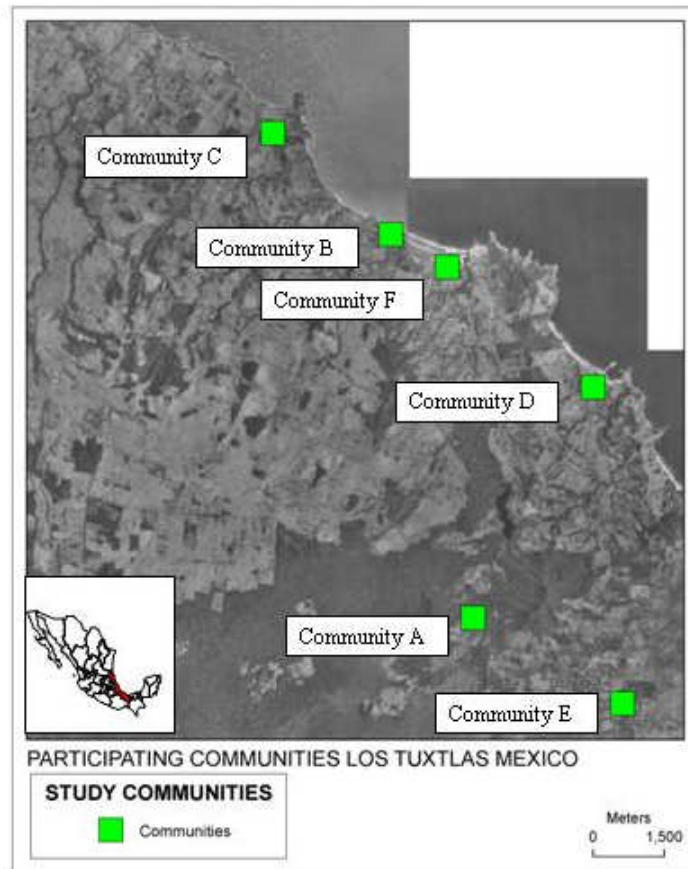 Community C
Community B
Community F
Community D
Community A
Community E
PARTICIPATING COMMUNITIES LOS TUXTLAS MEXICO
STUDY COMMUNITIES
Communities
Meters
0 1,500